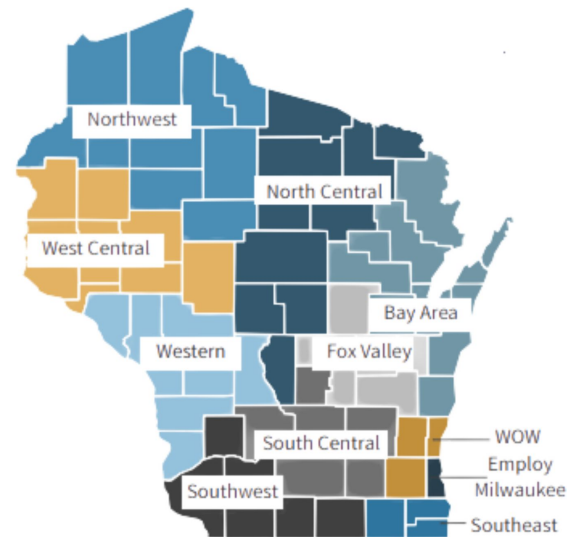 Northwest
North Central
West Central
Bay Area
Western
Fox Valley
South Central
WOW
Employ
Milwaukee
Southwest
Southeast